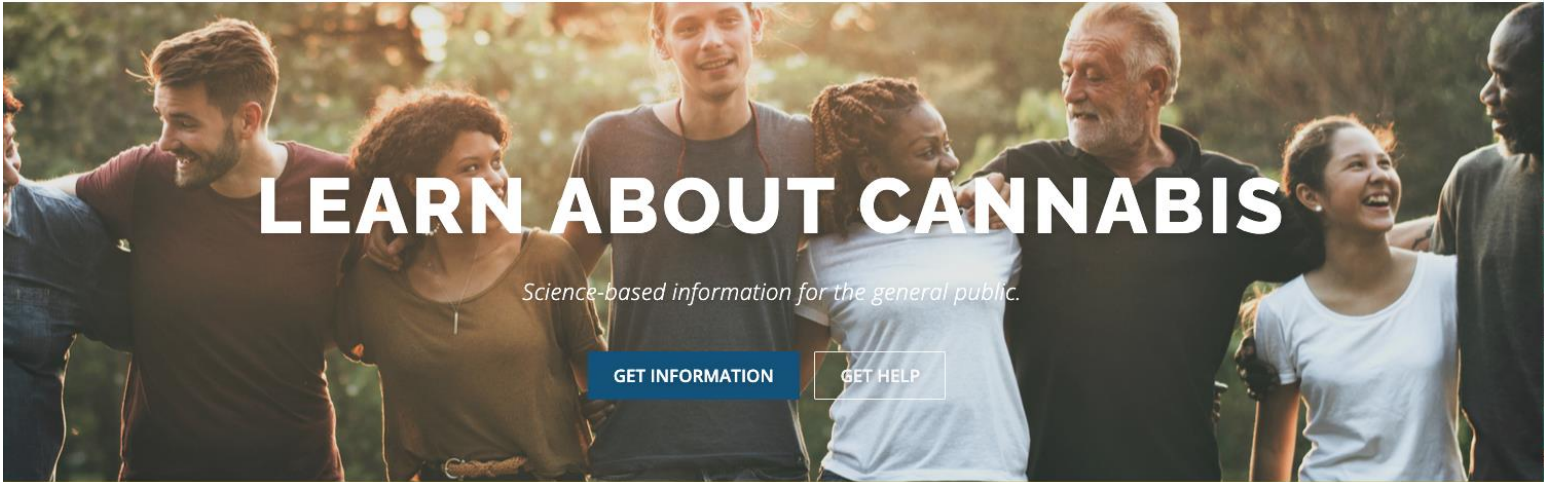 LEARN ABOUT CANNABIS
Science-based information for the general public.
GET INFORMATION
GET HELP